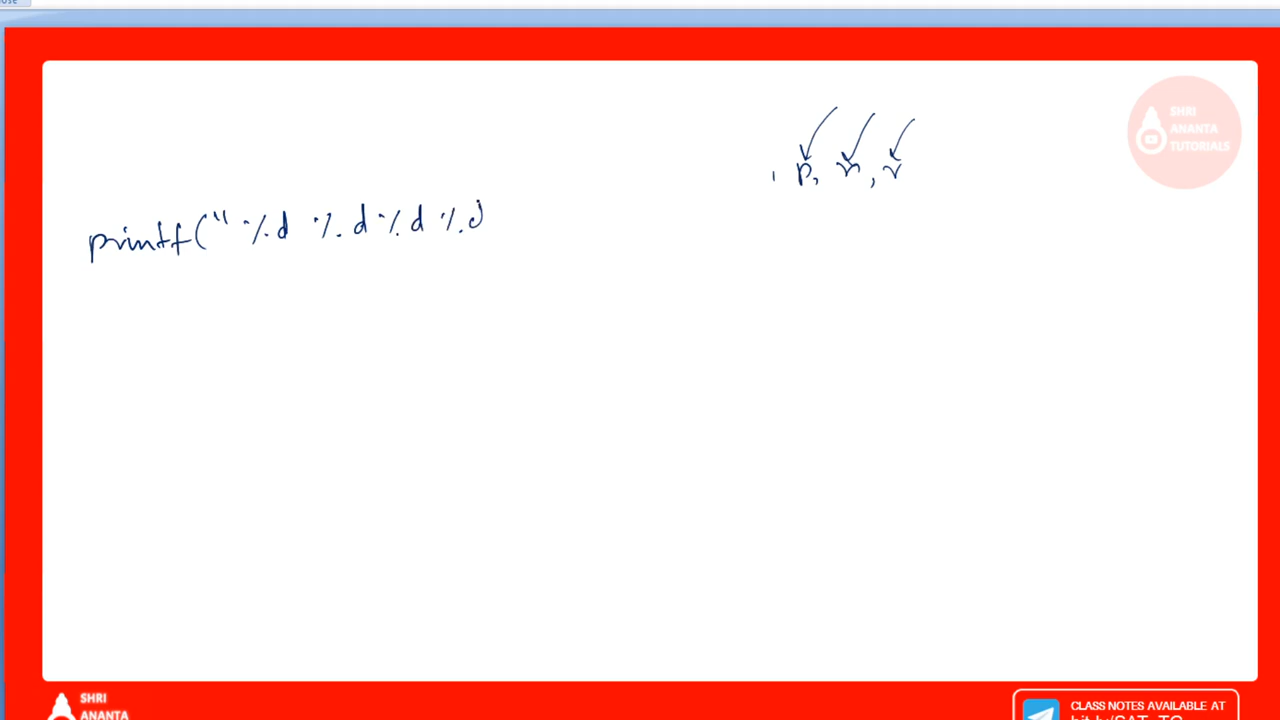 SHRI
ANANTA
TUTORIALS
, p, n, r
printf(" %d %d %d %d
SHRI
ANANTA
CLASS NOTES AVAILABLE AT